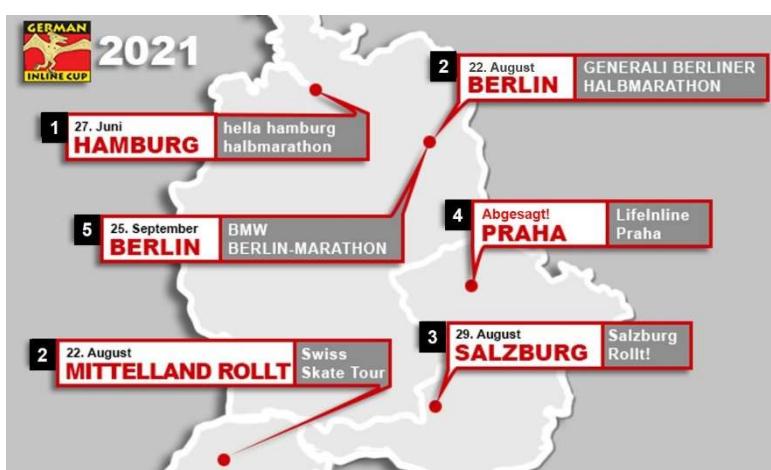 GERMAN
INLINE CUP
2021
1
27. Juni
HAMBURG
hella hamburg
halbmarathon
2
22. August
BERLIN
GENERALI BERLINER
HALBMARATHON
5
25. September
BERLIN
BMW
BERLIN-MARATHON
4
Abgesagt!
PRAHA
LifeInline
Praha
2
22. August
MITTELLAND ROLLT
Swiss
Skate Tour
3
29. August
SALZBURG
Salzburg
Rollt!